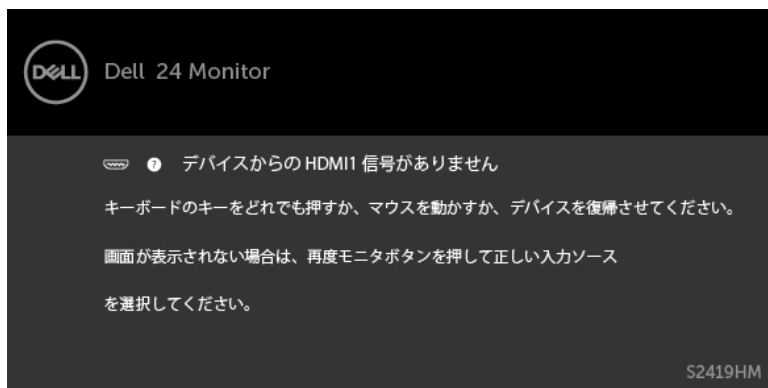 DELL
Dell 24 Monitor
? デバイスからの HDMI1 信号がありません
キーボードのキーをどれでも押すか、マウスを動かすか、デバイスを復帰させてください。
画面が表示されない場合は、再度モニタボタンを押して正しい入力ソース
を選択してください。
S2419HM